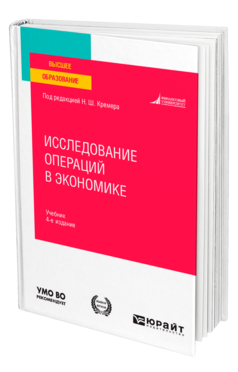 ВЫСШЕЕ
ОБРАЗОВАНИЕ
Под редакцией Н. Ш. Кремера
ИССЛЕДОВАНИЕ
ОПЕРАЦИЙ
В ЭКОНОМИКЕ
Учебник
4-е издание
УМО ВО
РЕКОМЕНДУЕТ
юрайт